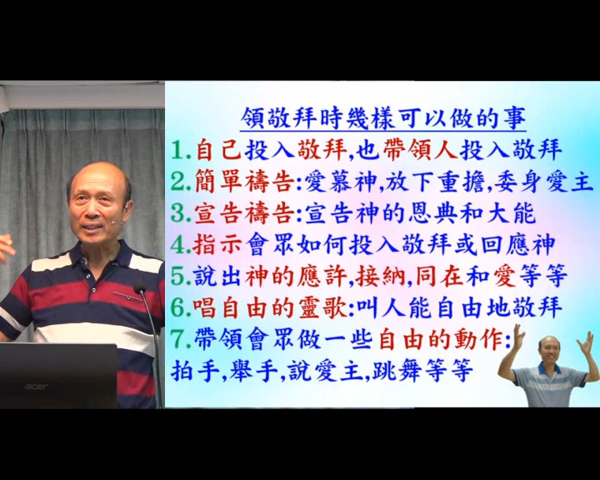 領敬拜時幾樣可以做的事
1.自己投入敬拜,也帶領人投入敬拜
2.簡單禱告:愛慕神,放下重擔,委身愛主
3.宣告禱告:宣告神的恩典和大能
4.指示會眾如何投入敬拜或回應神
5.說出神的應許,接納,同在和愛等等
6.唱自由的靈歌:叫人能自由地敬拜
7.帶領會眾做一些自由的動作:
拍手,舉手,說愛主,跳舞等等
acer